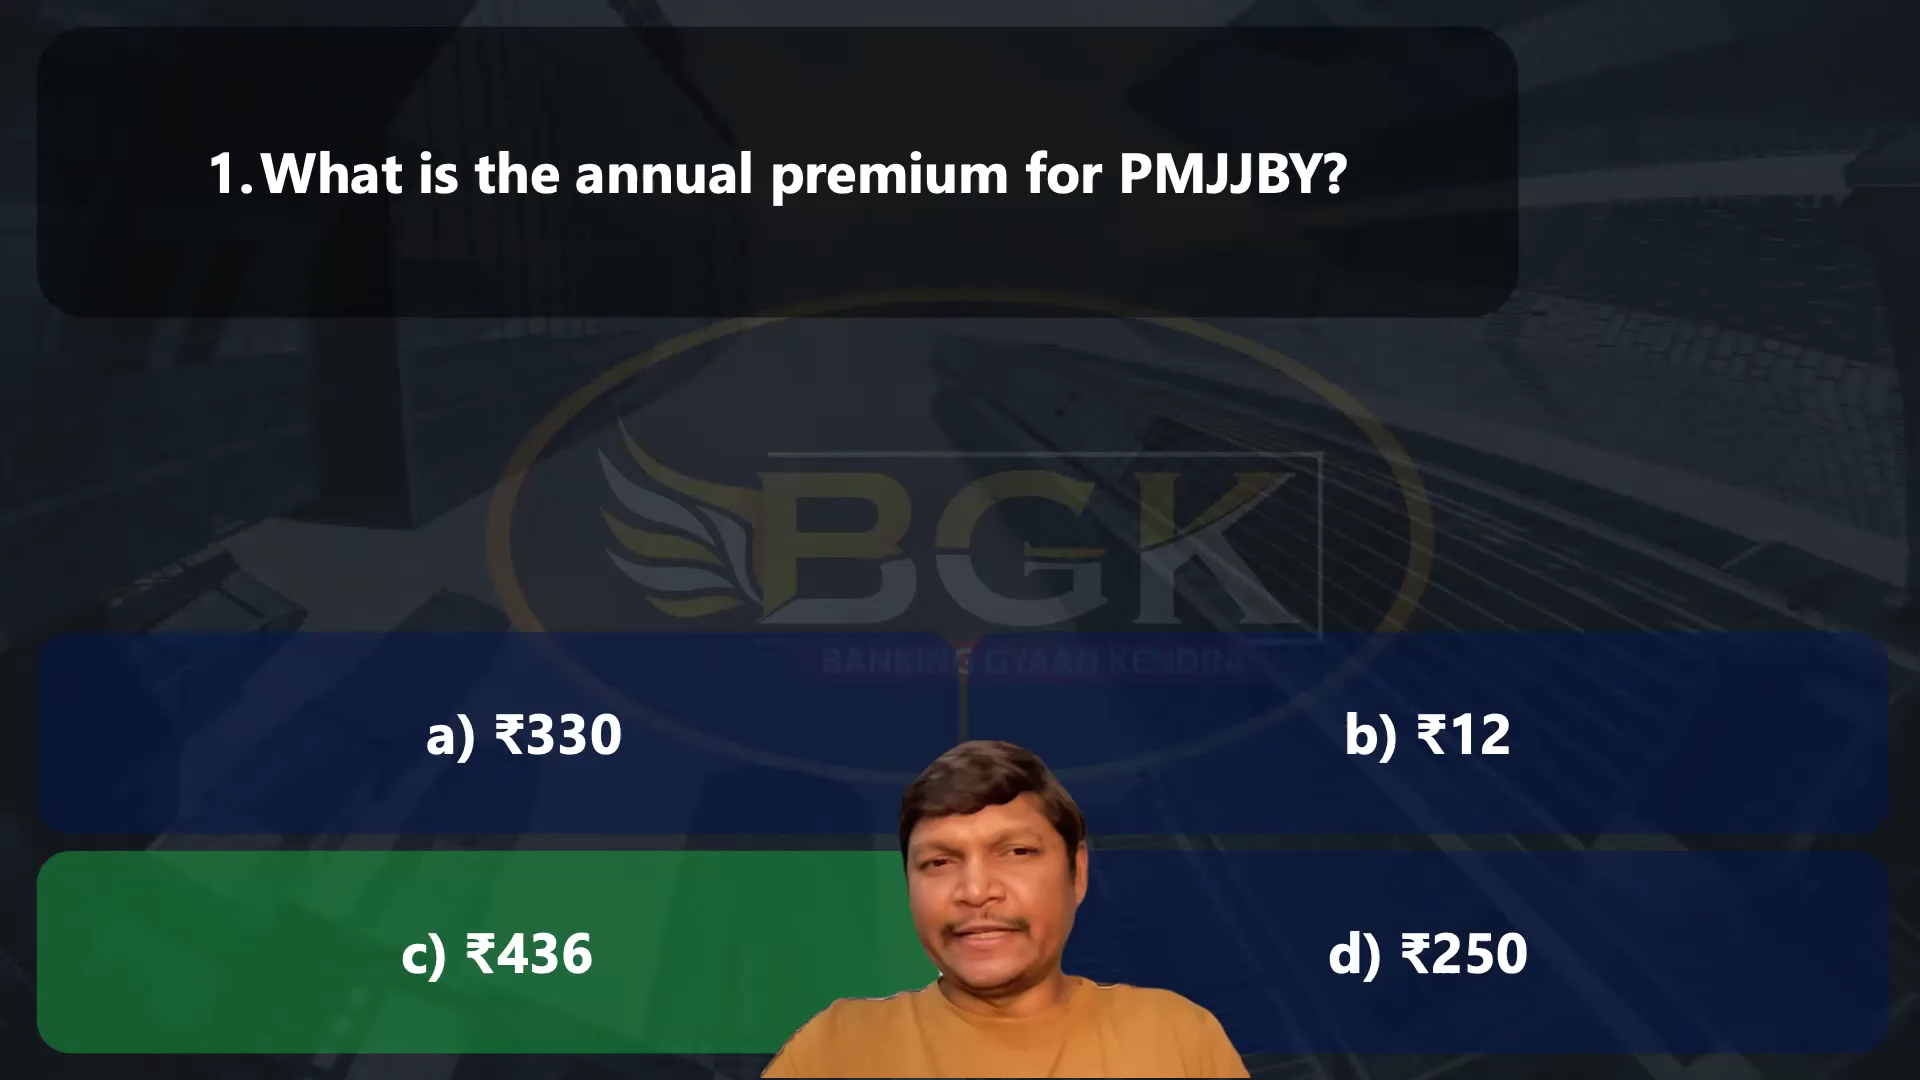 1. What is the annual premium for PMJJBY?
BGK
BANKING GYAAN KENDRA
a) ₹330
b) ₹12
c) ₹436
d) ₹250